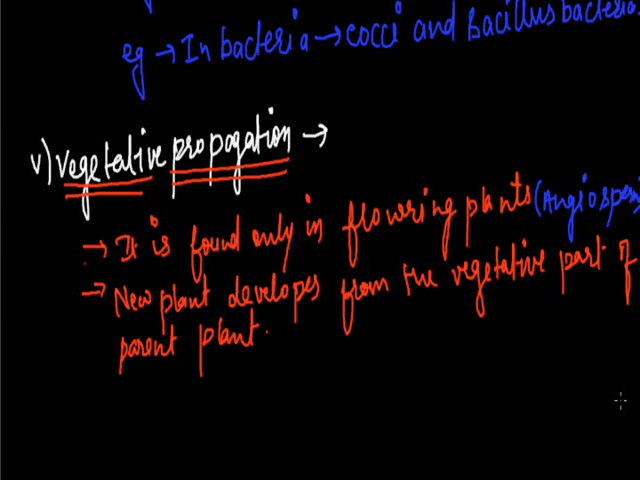 eg → In bacteria → cocci and Bacillus bacteria
v) Vegetative propagation →
→ It is found only in flowring plants (Angiosperm
→ New plant developes from the vegetative part of
parent plant.